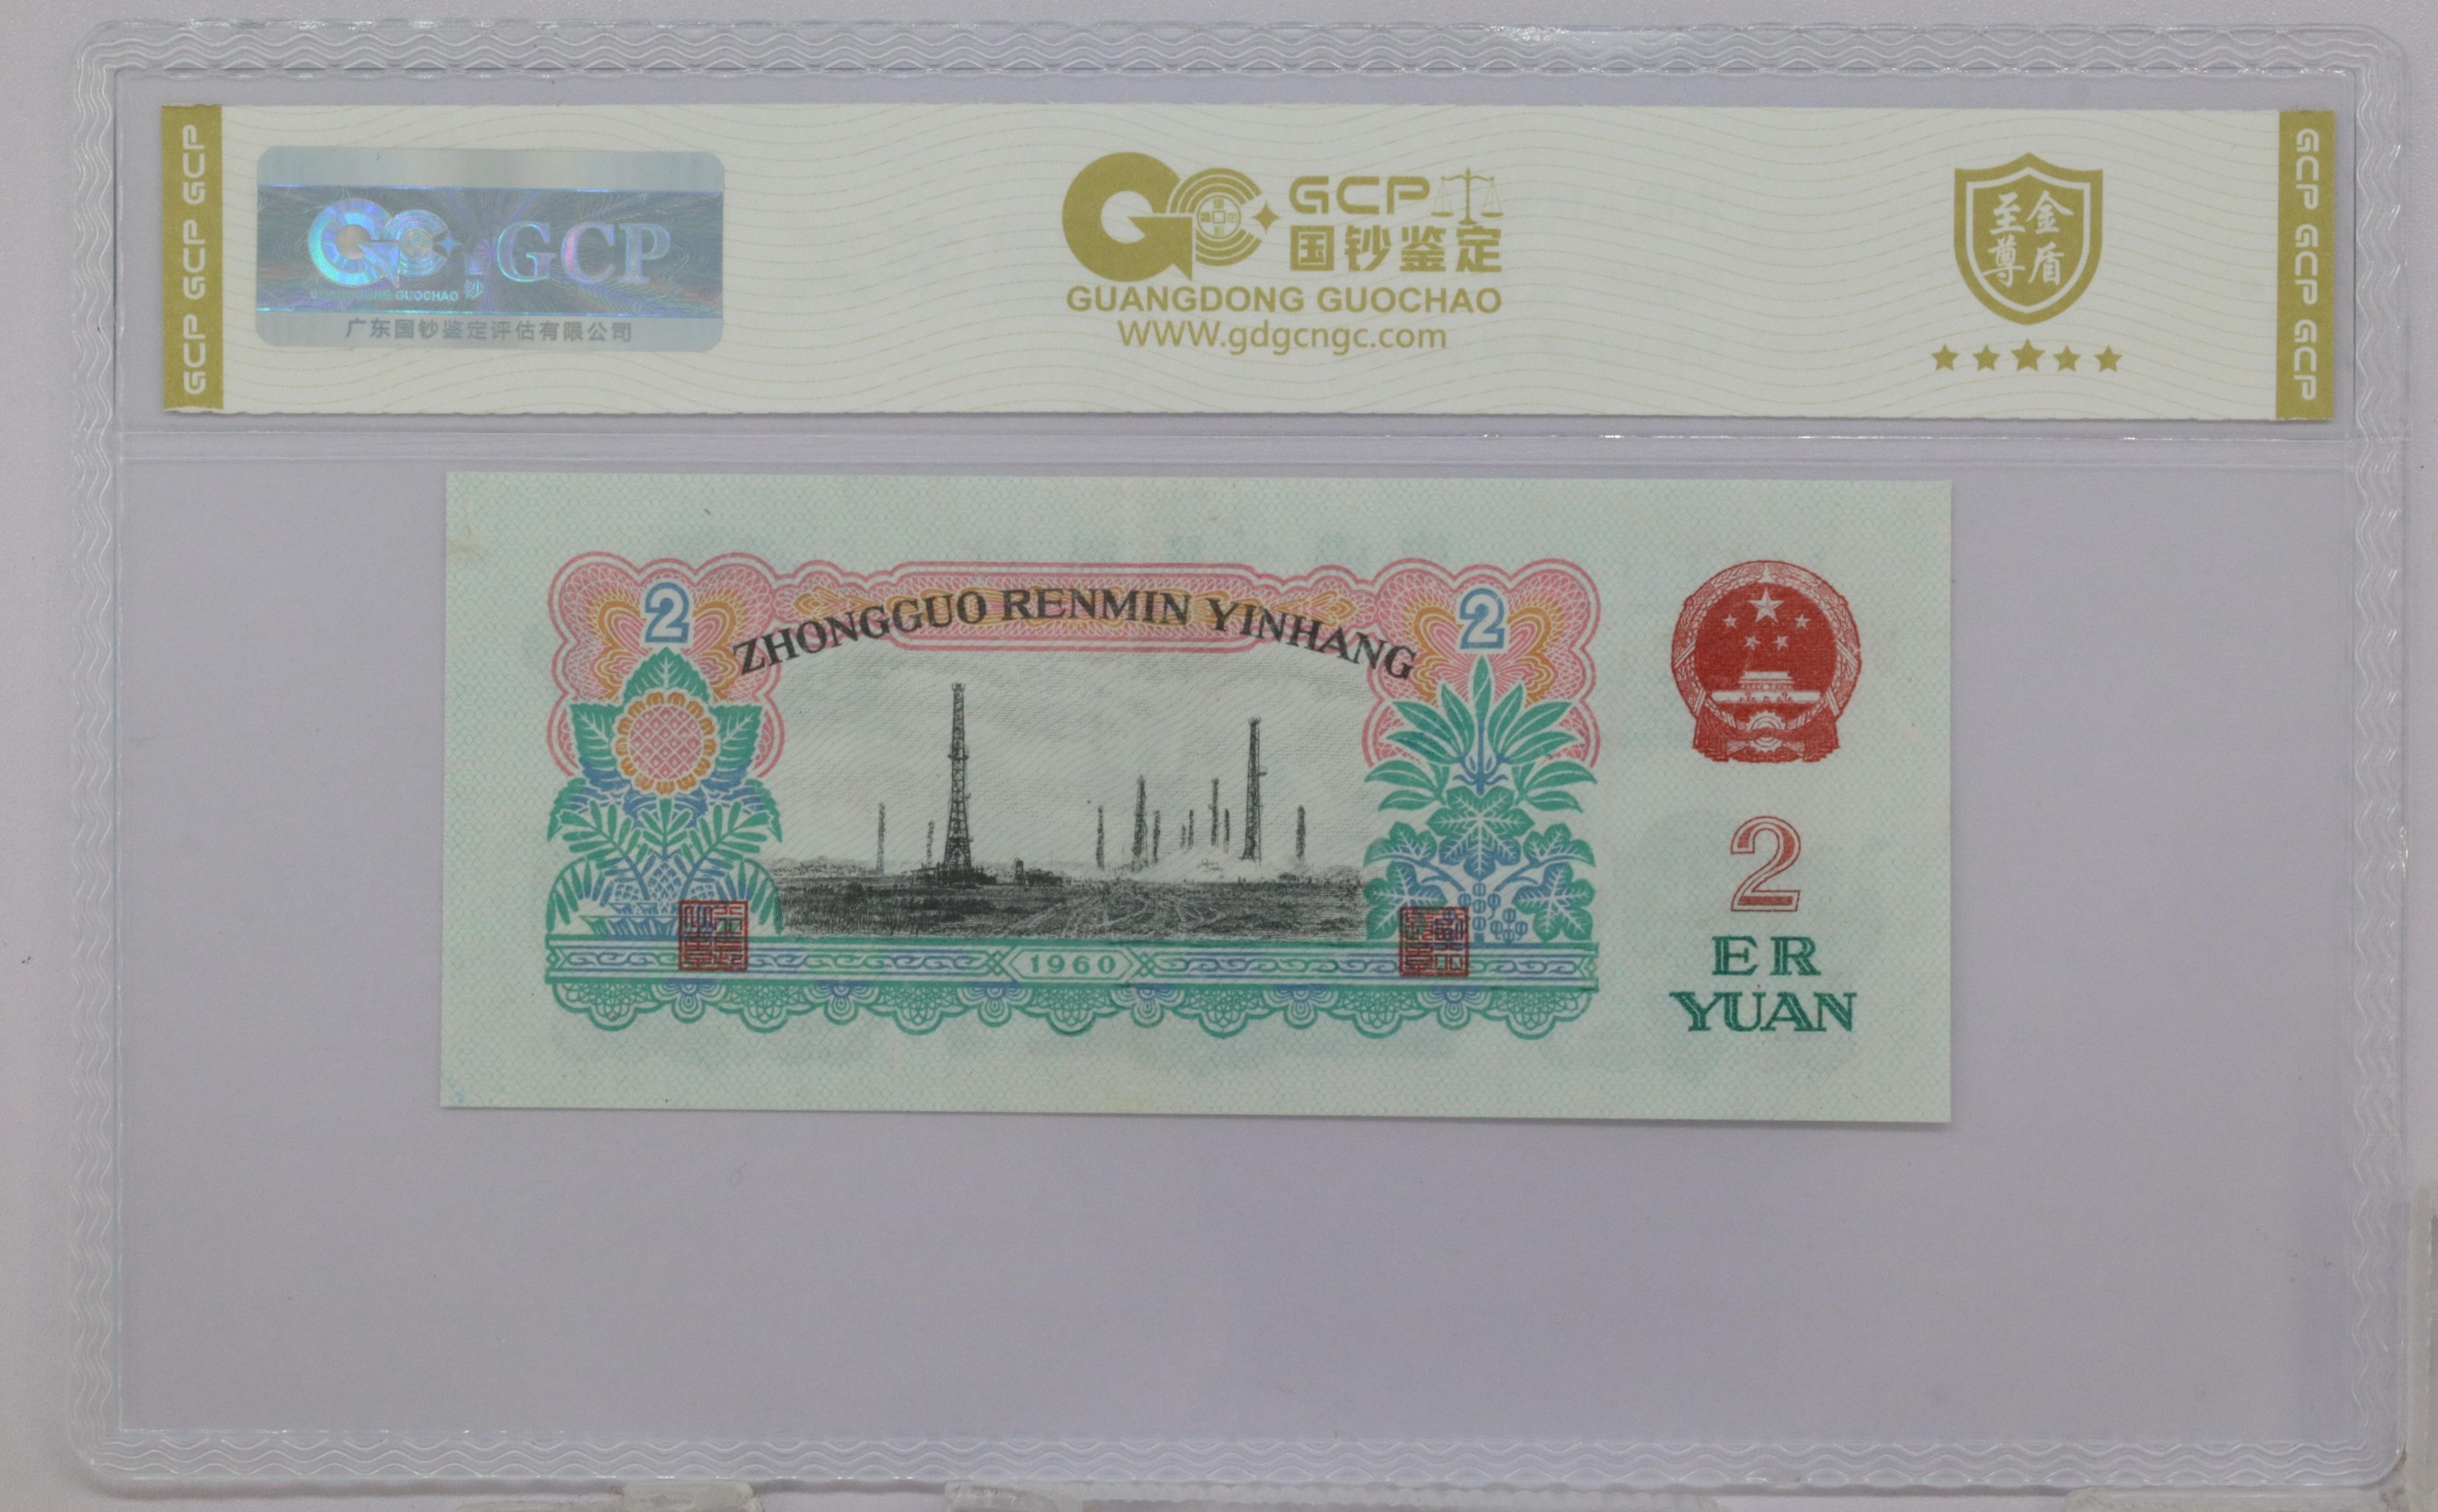 GCP GCP GCP
GCP
GUANGDONG GUOCHAO
广东国钞鉴定评估有限公司
GCP
国钞鉴定
GUANGDONG GUOCHAO
WWW.gdgcngc.com
至尊
金盾
GCP GCP GCP
ZHONGGUO RENMIN YINHANG
2
2
1960
2
ER
YUAN